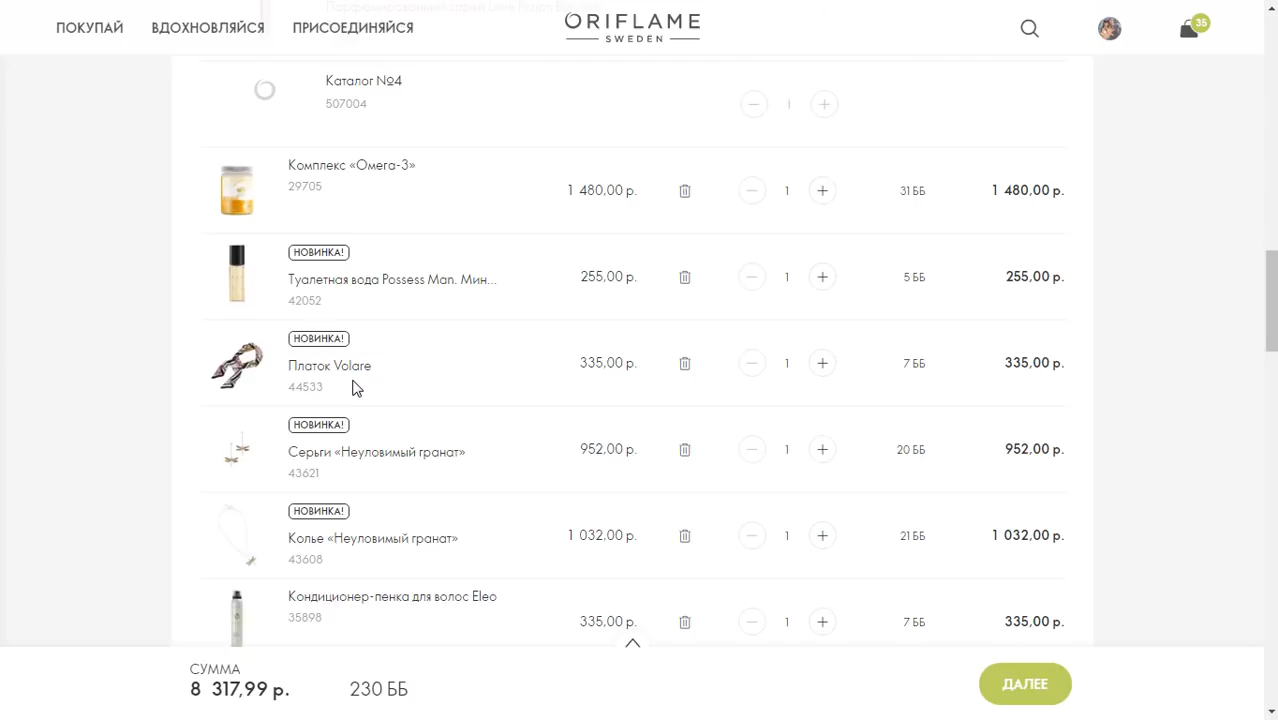 ПОКУПАЙ ВДОХНОВЛЯЙСЯ ПРИСОЕДИНЯЙСЯ ORIFLAME 35
SWEDEN
Каталог №4
507004 1
Комплекс «Омега-3»
29705 1 480,00 р. 1 31 ББ 1 480,00 р.
НОВИНКА!
Туалетная вода Possess Man. Мин... 255,00 р. 1 5 ББ 255,00 р.
42052
НОВИНКА!
Платок Volare 335,00 р. 1 7 ББ 335,00 р.
44533
НОВИНКА!
Серьги «Неуловимый гранат» 952,00 р. 1 20 ББ 952,00 р.
43621
НОВИНКА!
Колье «Неуловимый гранат» 1 032,00 р. 1 21 ББ 1 032,00 р.
43608
Кондиционер-пенка для волос Eleo
35898 335,00 р. 1 7 ББ 335,00 р.
СУММА
8 317,99 р. 230 ББ ДАЛЕЕ